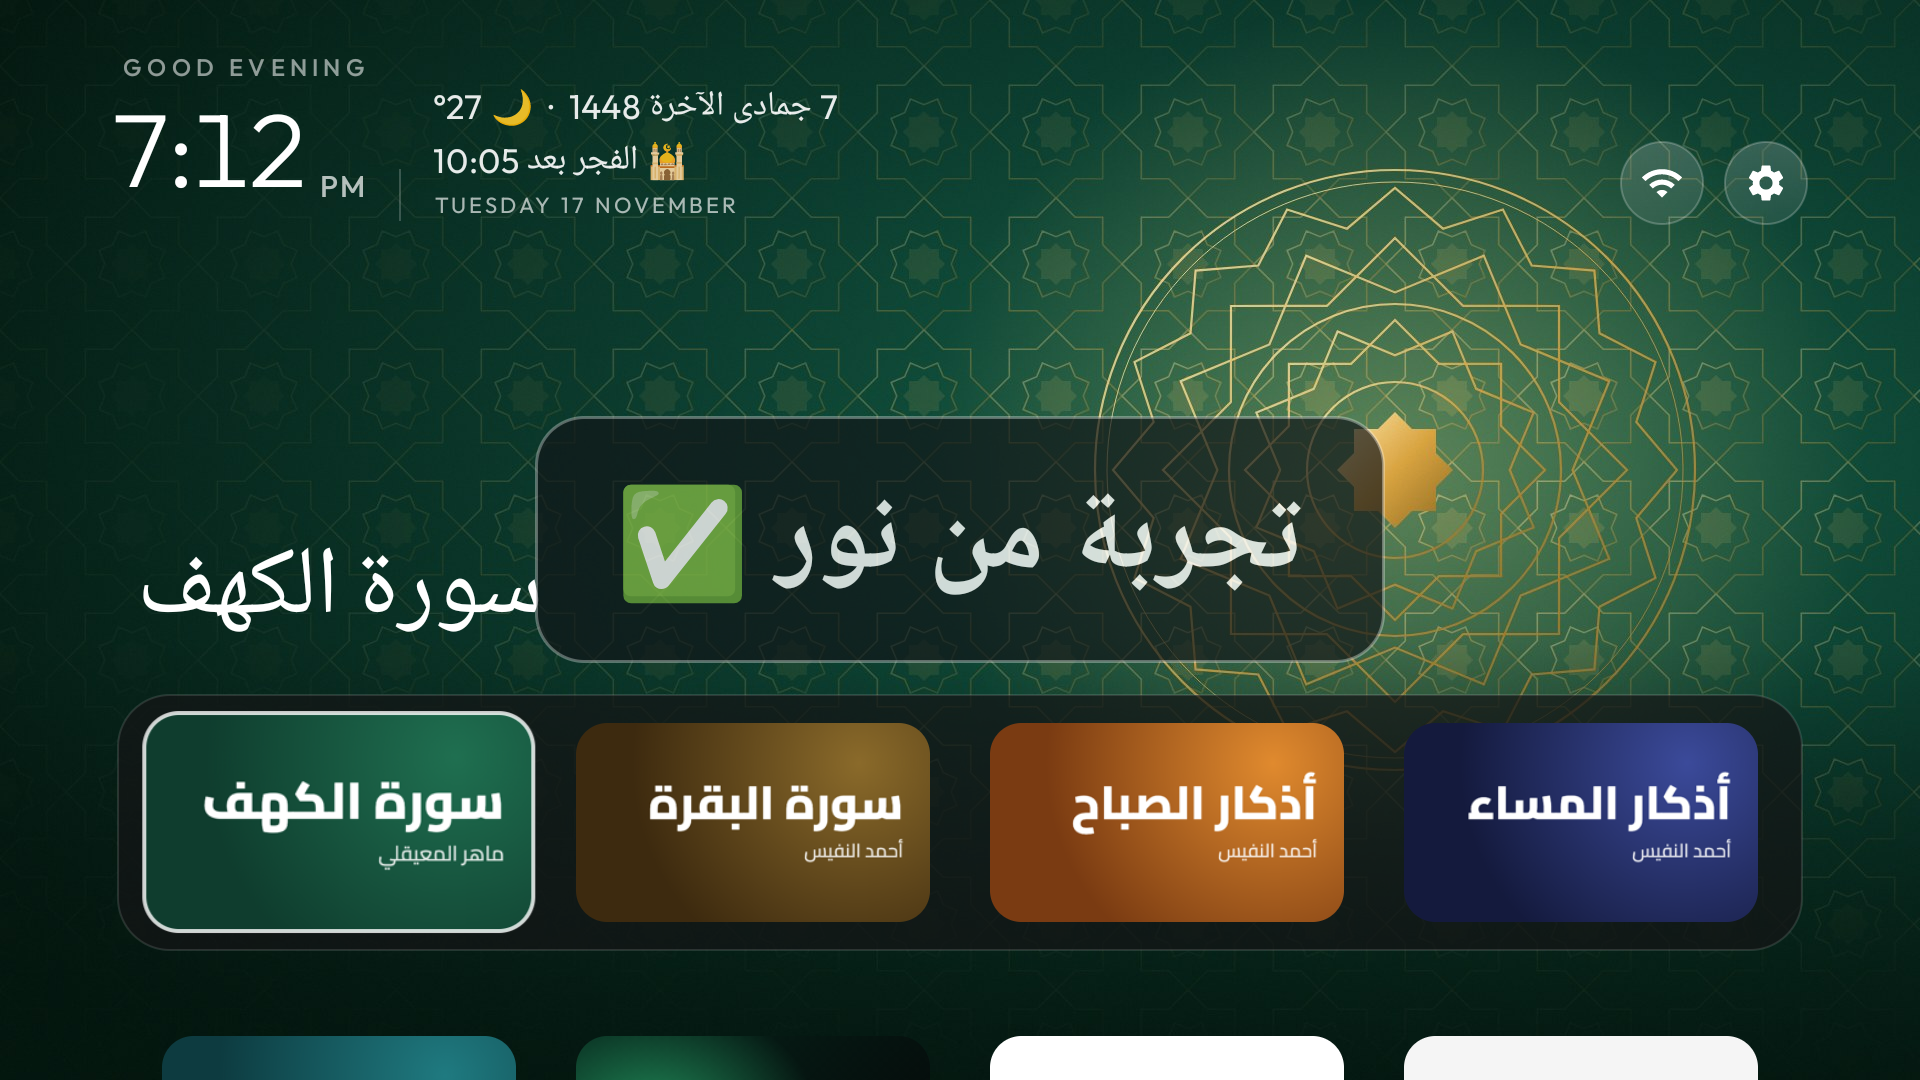 GOOD EVENING
7:12 PM
7 جمادى الآخرة 1448 · 🌙 27°
🕌 الفجر بعد 10:05
TUESDAY 17 NOVEMBER
تجربة من نور ✅
سورة الكهف
سورة الكهف
ماهر المعيقلي
سورة البقرة
أحمد النفيس
أذكار الصباح
أحمد النفيس
أذكار المساء
أحمد النفيس